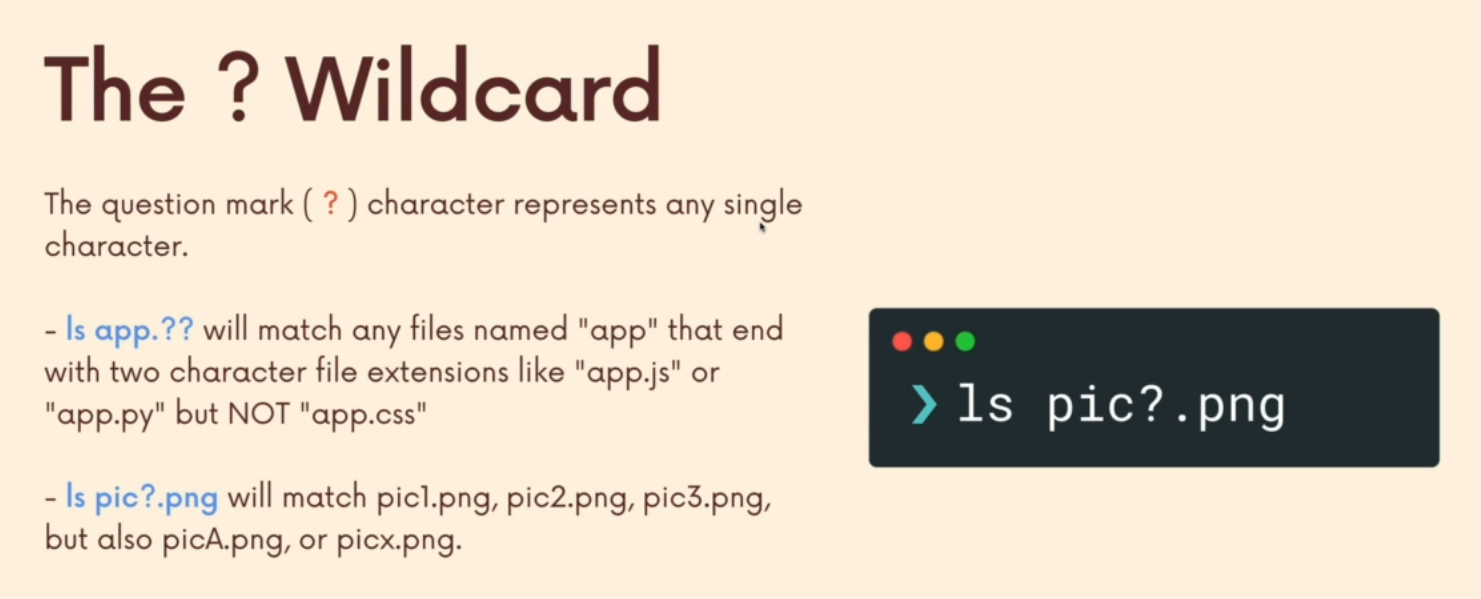 The ? Wildcard
The question mark ( ? ) character represents any single
character.
- ls app.?? will match any files named "app" that end
with two character file extensions like "app.js" or
"app.py" but NOT "app.css"
- ls pic?.png will match pic1.png, pic2.png, pic3.png,
but also picA.png, or picx.png.
❯ ls pic?.png